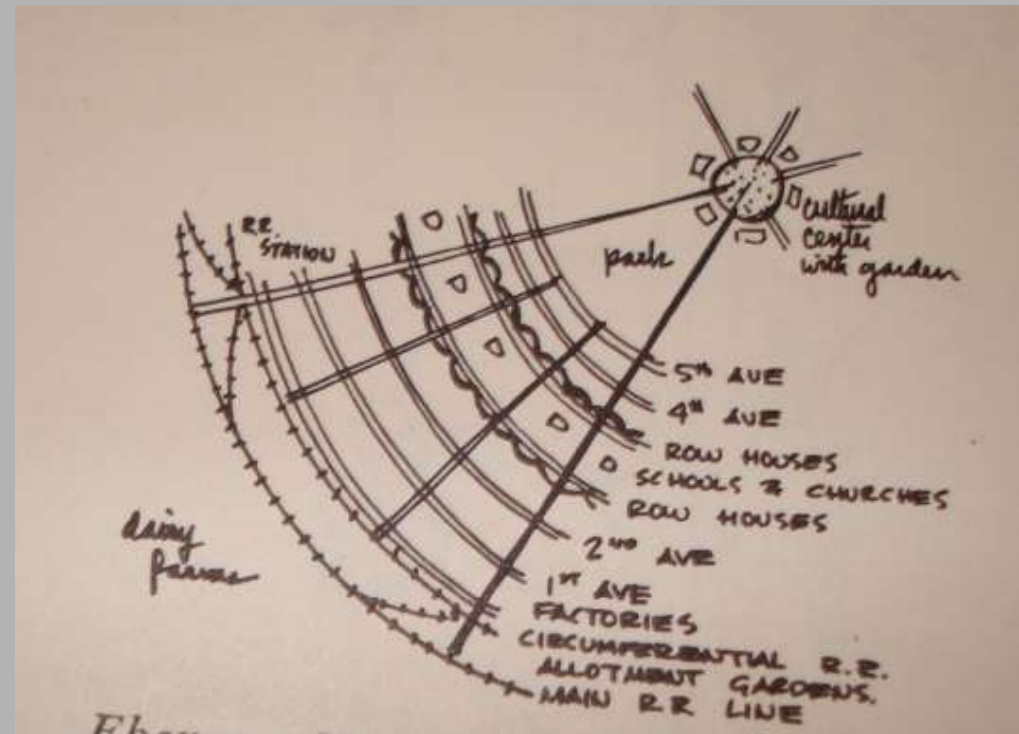 RR
STATION
park
cultural
center
with garden
5TH AVE
4TH AVE
ROW HOUSES
SCHOOLS & CHURCHES
ROW HOUSES
2ND AVE
1ST AVE
FACTORIES
CIRCUMFERENTIAL R.R.
ALLOTMENT GARDENS.
MAIN RR LINE
dairy
farms